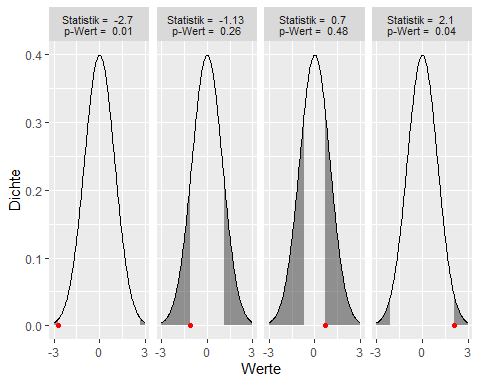 Statistik = -2.7
p-Wert = 0.01
Statistik = -1.13
p-Wert = 0.26
Statistik = 0.7
p-Wert = 0.48
Statistik = 2.1
p-Wert = 0.04
0.4
0.3
0.2
0.1
0.0
Dichte
-3 0 3 -3 0 3 -3 0 3 -3 0 3
Werte